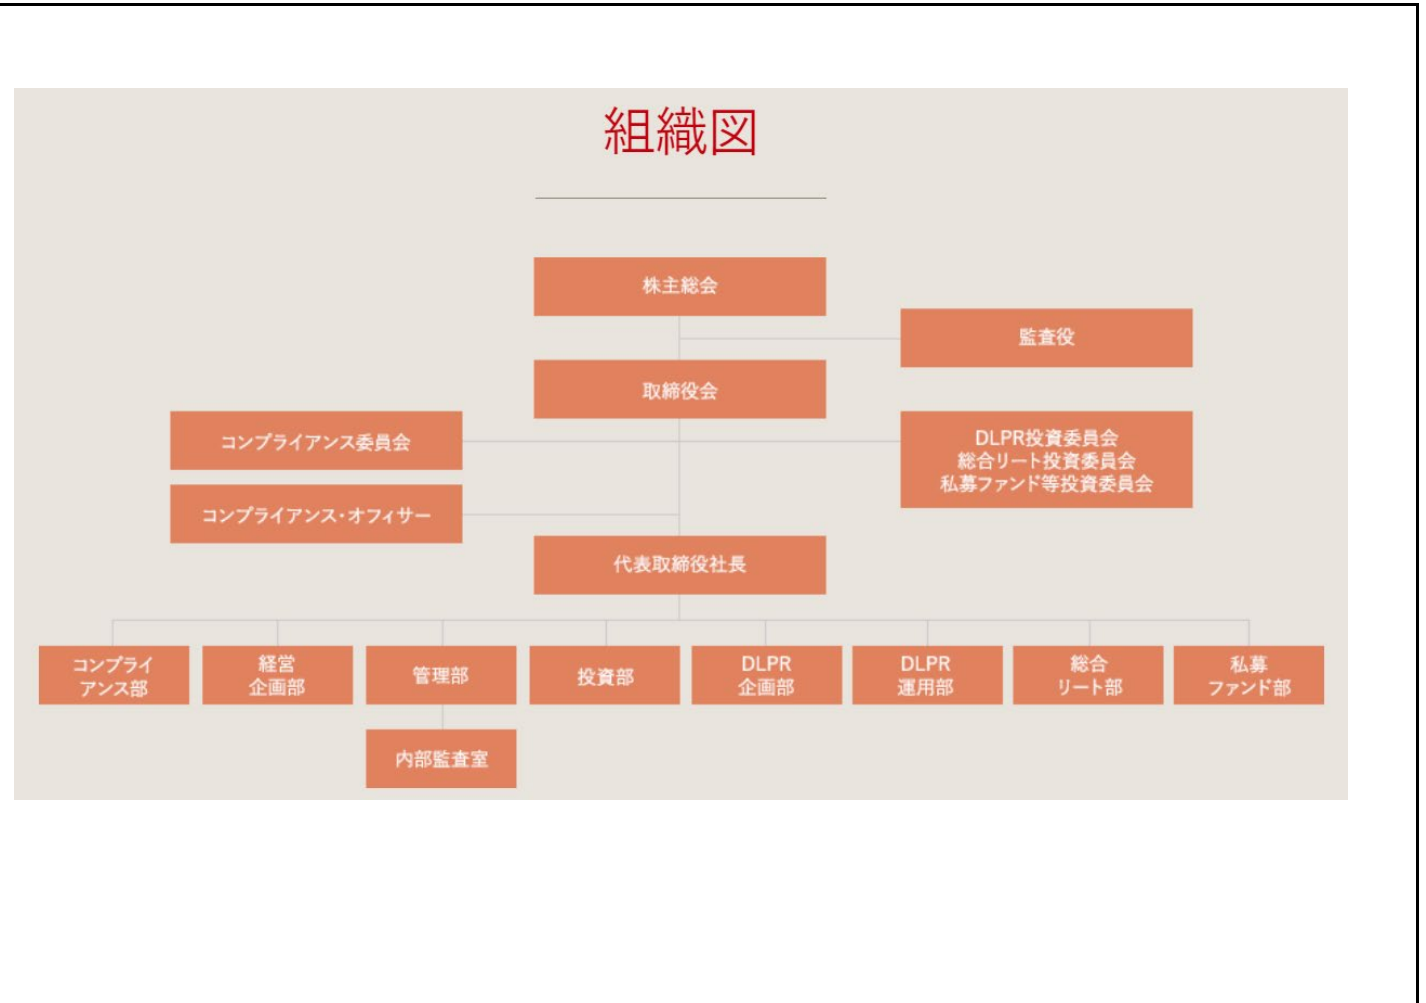 組織図
株主総会
監査役
取締役会
コンプライアンス委員会
DLPR投資委員会
総合リート投資委員会
私募ファンド等投資委員会
コンプライアンス・オフィサー
代表取締役社長
コンプライ
アンス部
経営
企画部
管理部
投資部
DLPR
企画部
DLPR
運用部
総合
リート部
私募
ファンド部
内部監査室